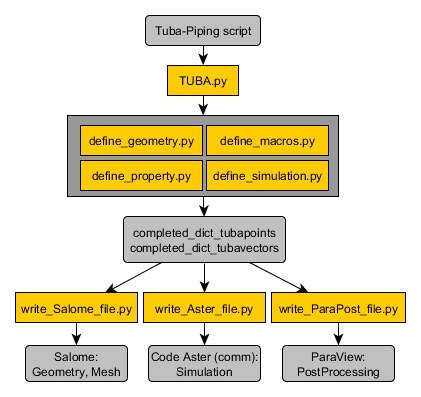 Tuba-Piping script
TUBA.py
define_geometry.py
define_macros.py
define_property.py
define_simulation.py
completed_dict_tubapoints
completed_dict_tubavectors
write_Salome_file.py
write_Aster_file.py
write_ParaPost_file.py
Salome:
Geometry, Mesh
Code Aster (comm):
Simulation
ParaView:
PostProcessing